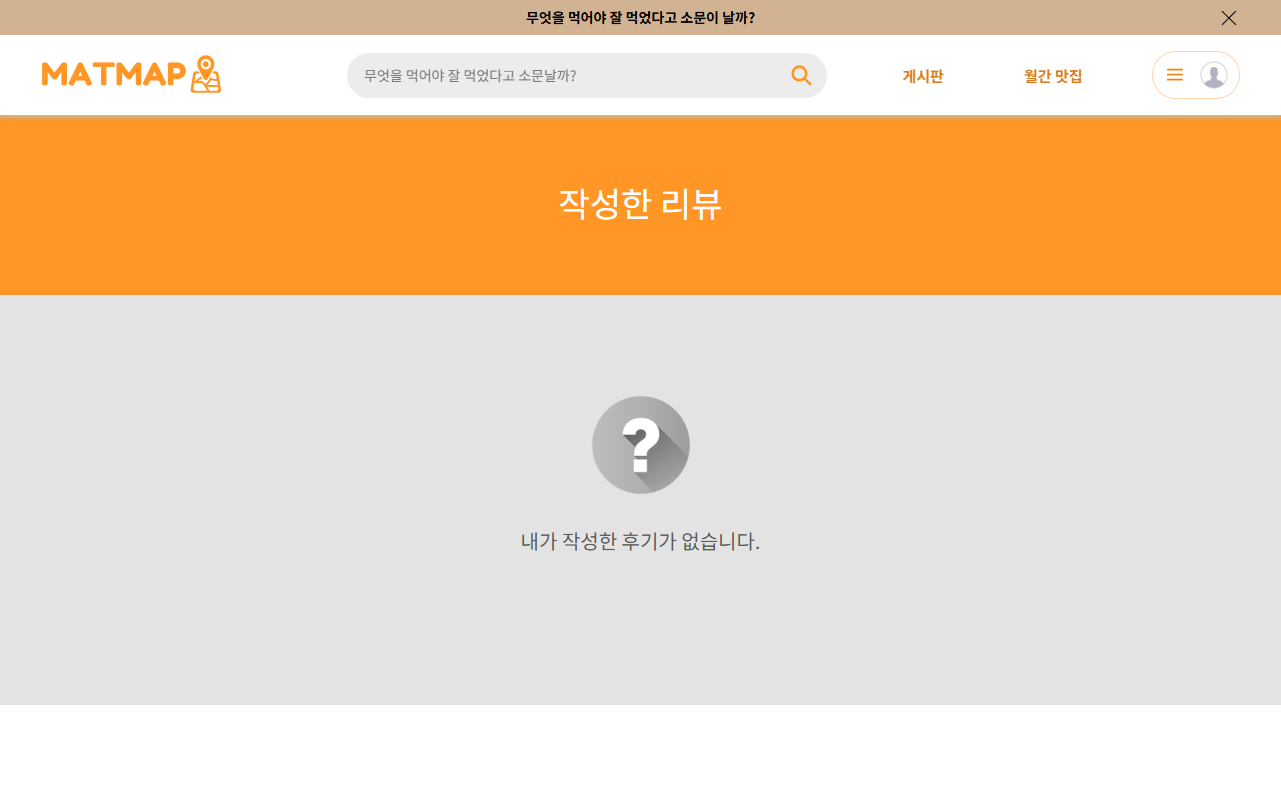 무엇을 먹어야 잘 먹었다고 소문이 날까?
MATMAP
무엇을 먹어야 잘 먹었다고 소문날까?
게시판
월간 맛집
작성한 리뷰
?
내가 작성한 후기가 없습니다.